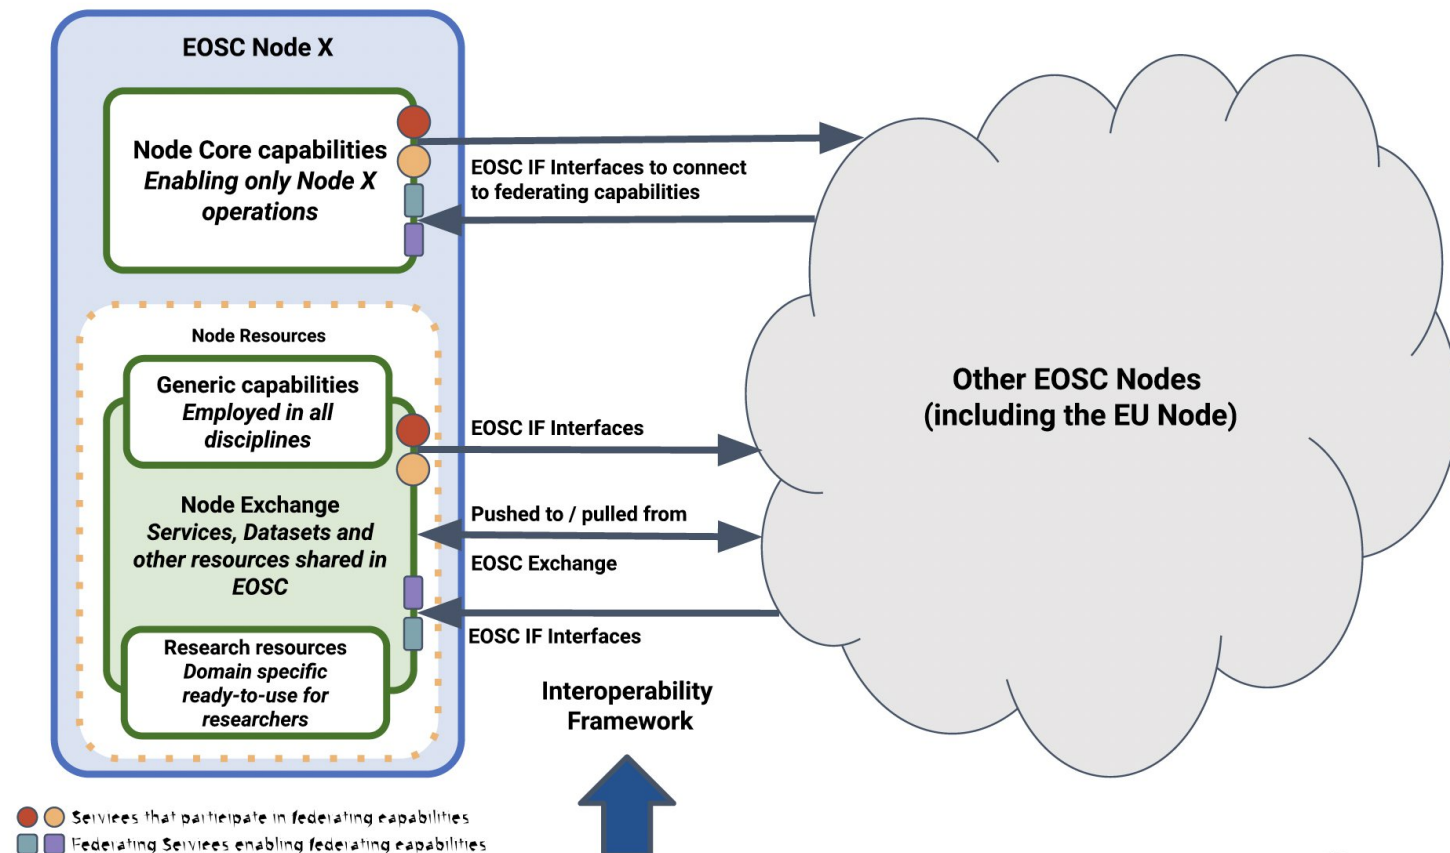 EOSC Node X
Node Core capabilities
Enabling only Node X
operations
EOSC IF Interfaces to connect
to federating capabilities
Node Resources
Generic capabilities
Employed in all
disciplines
EOSC IF Interfaces
Node Exchange
Services, Datasets and
other resources shared in
EOSC
Pushed to / pulled from
EOSC Exchange
EOSC IF Interfaces
Research resources
Domain specific
ready-to-use for
researchers
Other EOSC Nodes
(including the EU Node)
Interoperability
Framework
Services that participate in federating capabilities
Federating Services enabling federating capabilities